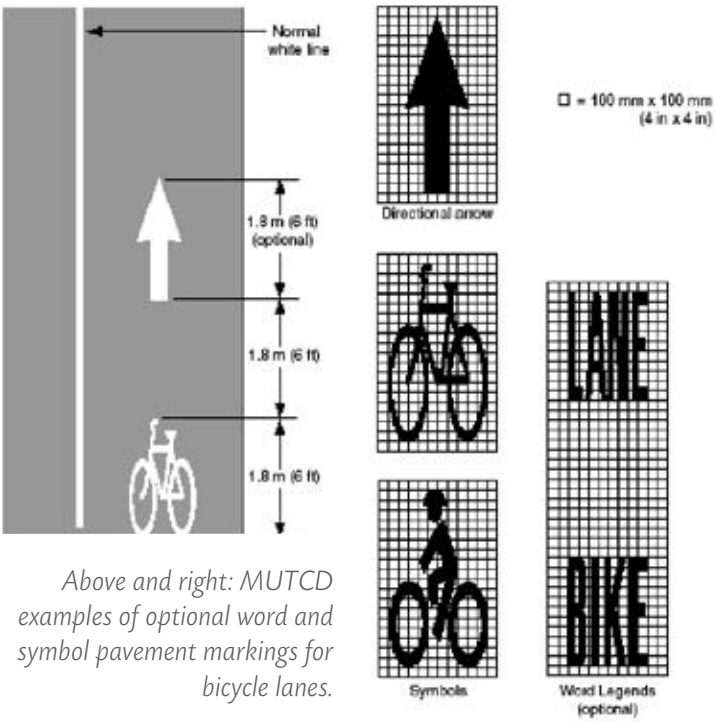 Normal
white line
1.8 m (6 ft)
(optional)
1.8 m (6 ft)
1.8 m (6 ft)
Above and right: MUTCD
examples of optional word and
symbol pavement markings for
bicycle lanes.
Directional arrow
Symbols
= 100 mm x 100 mm
(4 in x 4 in)
LANE
BIKE
Word Legends
(optional)